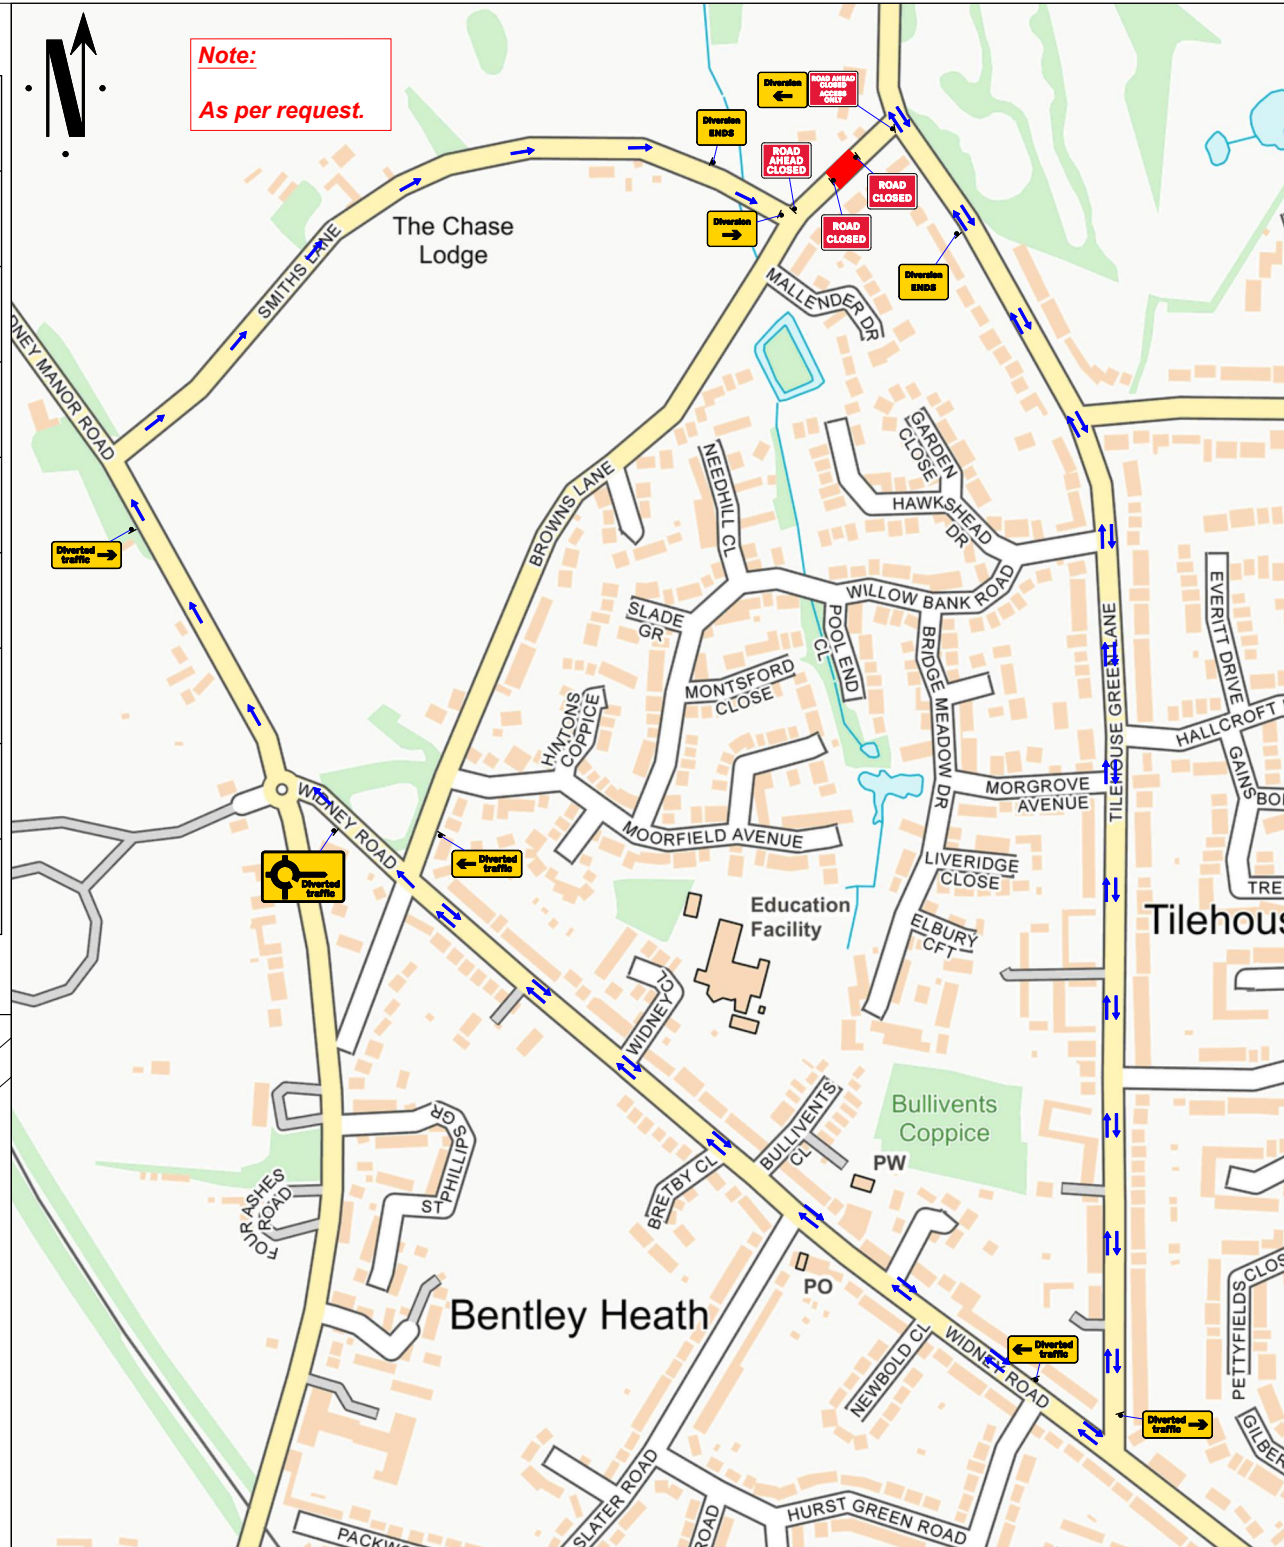 N
Note:
As per request.
Diversion
ROAD AHEAD
CLOSED
ACCESS
ONLY
Diversion
ENDS
ROAD
AHEAD
CLOSED
ROAD
CLOSED
Diversion
ROAD
CLOSED
Diversion
ENDS
The Chase
Lodge
SMITHS LANE
MALLENDER DR
DNEY MANOR ROAD
GARDEN
CLOSE
NEEDHILL CL
HAWKSHEAD
DR
BROWNS LANE
Diverted
traffic
WILLOW BANK ROAD
SLADE
GR
POOL END
CL
EVERITT DRIVE
BRIDGE MEADOW DR
TILEHOUSE GREEN LANE
MONTSFORD
CLOSE
HINTONS
COPPICE
HALLCROFT
GAINS
MORGROVE
AVENUE
WIDNEY ROAD
MOORFIELD AVENUE
Diverted
traffic
Diverted
traffic
LIVERIDGE
CLOSE
TRE
Education
Facility
ELBURY
CFT
Tilehous
WIDNEY CL
BULLIVENTS
CL
Bullivents
Coppice
PW
BRETBY CL
ST PHILLIPS GR
FOUR ASHES
ROAD
PO
Bentley Heath
PETTYFIELDS CLOS
NEWBOLD CL
WIDNEY ROAD
Diverted
traffic
Diverted
traffic
GILBER
SLATER ROAD
ROAD
HURST GREEN ROAD
PACKWO